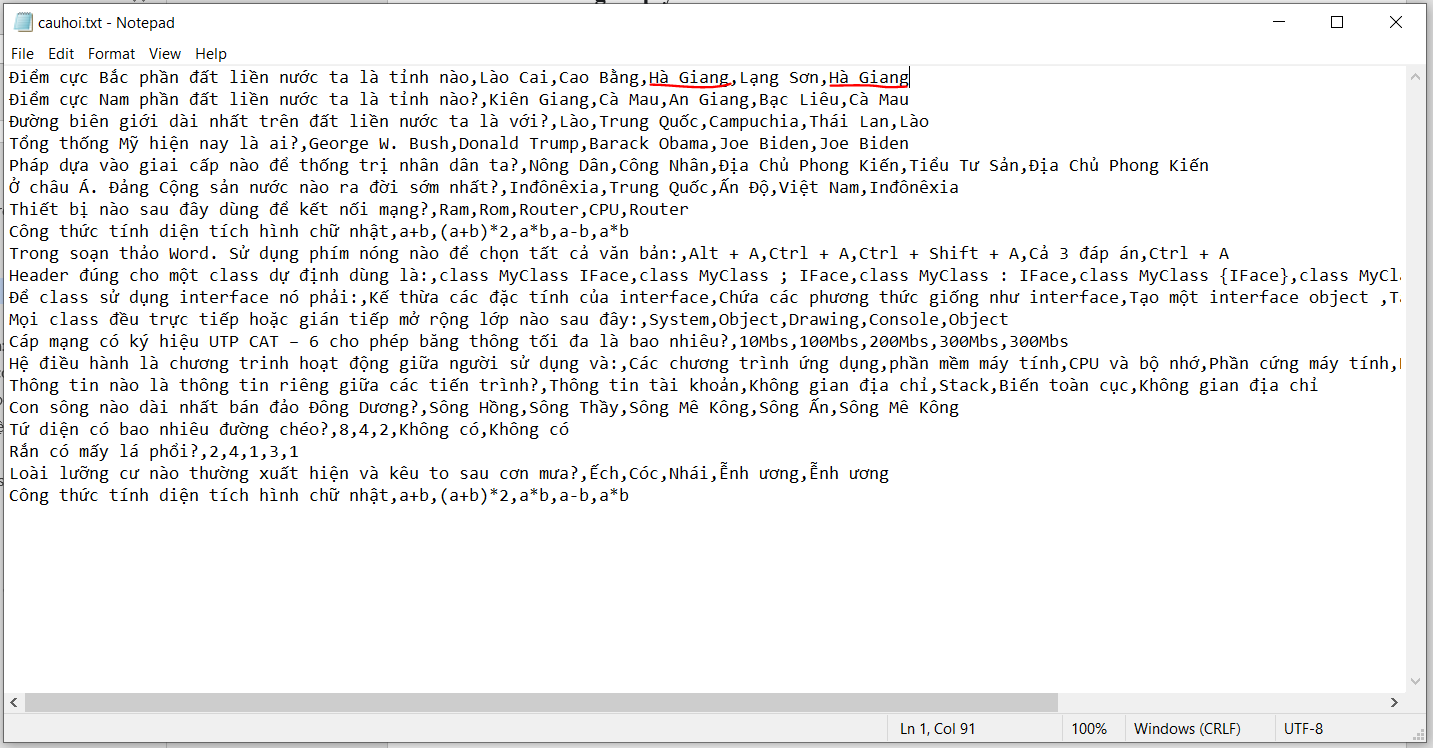 cauhoi.txt - Notepad
File Edit Format View Help
Điểm cực Bắc phần đất liền nước ta là tỉnh nào,Lào Cai,Cao Bằng,Hà Giang,Lạng Sơn,Hà Giang
Điểm cực Nam phần đất liền nước ta là tỉnh nào?,Kiên Giang,Cà Mau,An Giang,Bạc Liêu,Cà Mau
Đường biên giới dài nhất trên đất liền nước ta là với?,Lào,Trung Quốc,Campuchia,Thái Lan,Lào
Tổng thống Mỹ hiện nay là ai?,George W. Bush,Donald Trump,Barack Obama,Joe Biden,Joe Biden
Pháp dựa vào giai cấp nào để thống trị nhân dân ta?,Nông Dân,Công Nhân,Địa Chủ Phong Kiến,Tiểu Tư Sản,Địa Chủ Phong Kiến
Ở châu Á. Đảng Cộng sản nước nào ra đời sớm nhất?,Inđônêxia,Trung Quốc,Ấn Độ,Việt Nam,Inđônêxia
Thiết bị nào sau đây dùng để kết nối mạng?,Ram,Rom,Router,CPU,Router
Công thức tính diện tích hình chữ nhật,a+b,(a+b)*2,a*b,a-b,a*b
Trong soạn thảo Word. Sử dụng phím nóng nào để chọn tất cả văn bản:,Alt + A,Ctrl + A,Ctrl + Shift + A,Cả 3 đáp án,Ctrl + A
Header đúng cho một class dự định dùng là:,class MyClass IFace,class MyClass ; IFace,class MyClass : IFace,class MyClass {IFace},class MyCl
Để class sử dụng interface nó phải:,Kế thừa các đặc tính của interface,Chứa các phương thức giống như interface,Tạo một interface object ,T
Mọi class đều trực tiếp hoặc gián tiếp mở rộng lớp nào sau đây:,System,Object,Drawing,Console,Object
Cáp mạng có ký hiệu UTP CAT – 6 cho phép băng thông tối đa là bao nhiêu?,10Mbs,100Mbs,200Mbs,300Mbs,300Mbs
Hệ điều hành là chương trinh hoạt động giữa người sử dụng và:,Các chương trình ứng dụng,phần mềm máy tính,CPU và bộ nhớ,Phần cứng máy tính,
Thông tin nào là thông tin riêng giữa các tiến trình?,Thông tin tài khoản,Không gian địa chỉ,Stack,Biến toàn cục,Không gian địa chỉ
Con sông nào dài nhất bán đảo Đông Dương?,Sông Hồng,Sông Thầy,Sông Mê Kông,Sông Ấn,Sông Mê Kông
Tứ diện có bao nhiêu đường chéo?,8,4,2,Không có,Không có
Rắn có mấy lá phổi?,2,4,1,3,1
Loài lưỡng cư nào thường xuất hiện và kêu to sau cơn mưa?,Ếch,Cóc,Nhái,Ễnh ương,Ễnh ương
Công thức tính diện tích hình chữ nhật,a+b,(a+b)*2,a*b,a-b,a*b
Ln 1, Col 91 100% Windows (CRLF) UTF-8